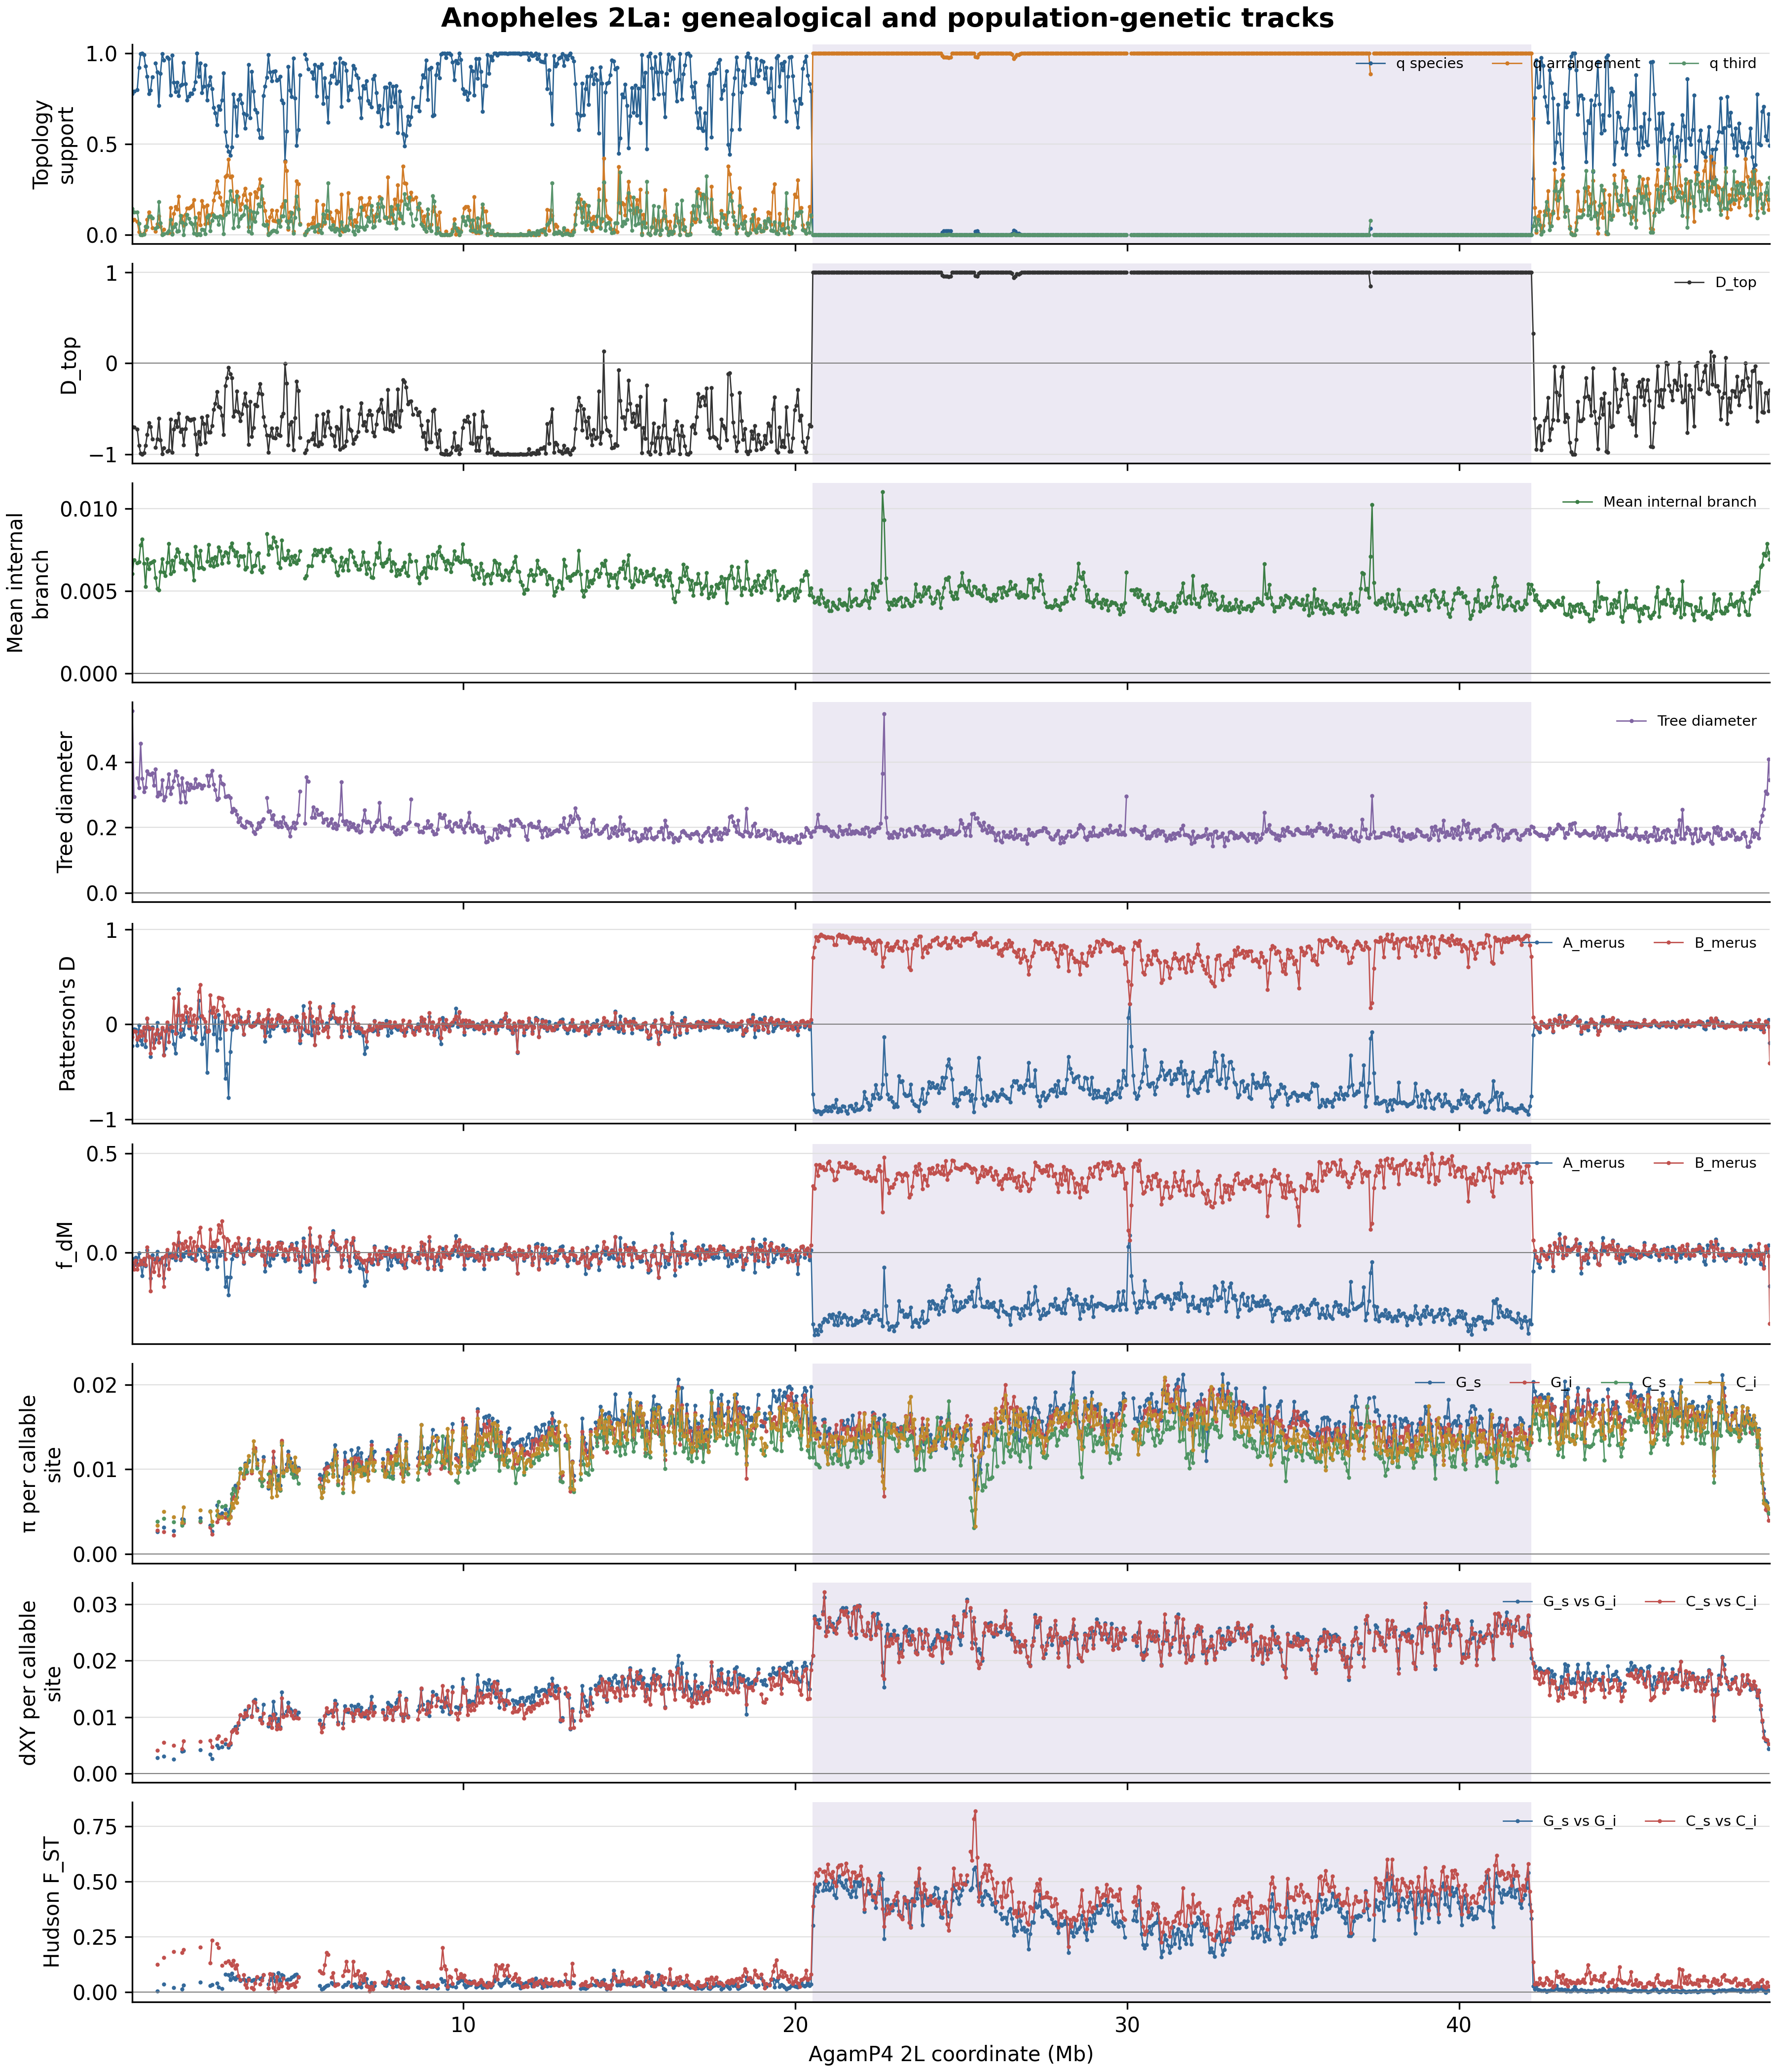 Anopheles 2La: genealogical and population-genetic tracks
Topology
support
1.0
0.5
0.0
q species
q arrangement
q third
D_top
1
0
−1
D_top
Mean internal
branch
0.010
0.005
0.000
Mean internal branch
Tree diameter
0.4
0.2
0.0
Tree diameter
Patterson's D
1
0
−1
A_merus
B_merus
f_dM
0.5
0.0
A_merus
B_merus
π per callable
site
0.02
0.01
0.00
G_s
G_i
C_s
C_i
dXY per callable
site
0.03
0.02
0.01
0.00
G_s vs G_i
C_s vs C_i
Hudson F_ST
0.75
0.50
0.25
0.00
G_s vs G_i
C_s vs C_i
10
20
30
40
AgamP4 2L coordinate (Mb)